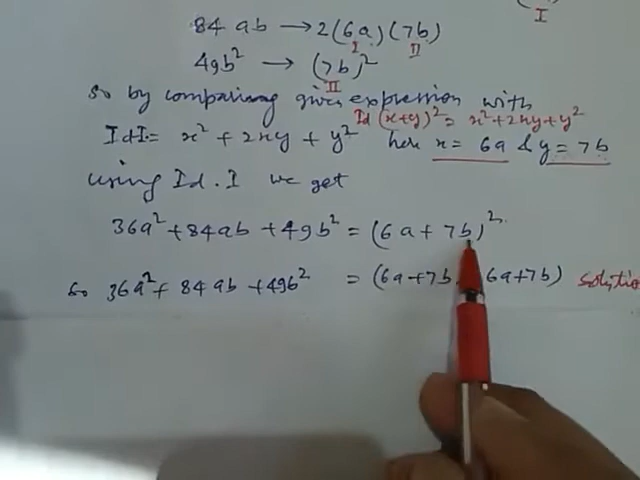 I
84 ab → 2(6a)(7b)
I II
49b² → (7b)²
II
so by comparing given expression with
Id (x+y)² = x²+2xy+y²
Id I = x² + 2xy + y² here x = 6a & y = 7b
using Id. I we get
36a² + 84ab + 49b² = (6a + 7b)²
so 36a² + 84ab + 49b² = (6a+7b 6a+7b) solution